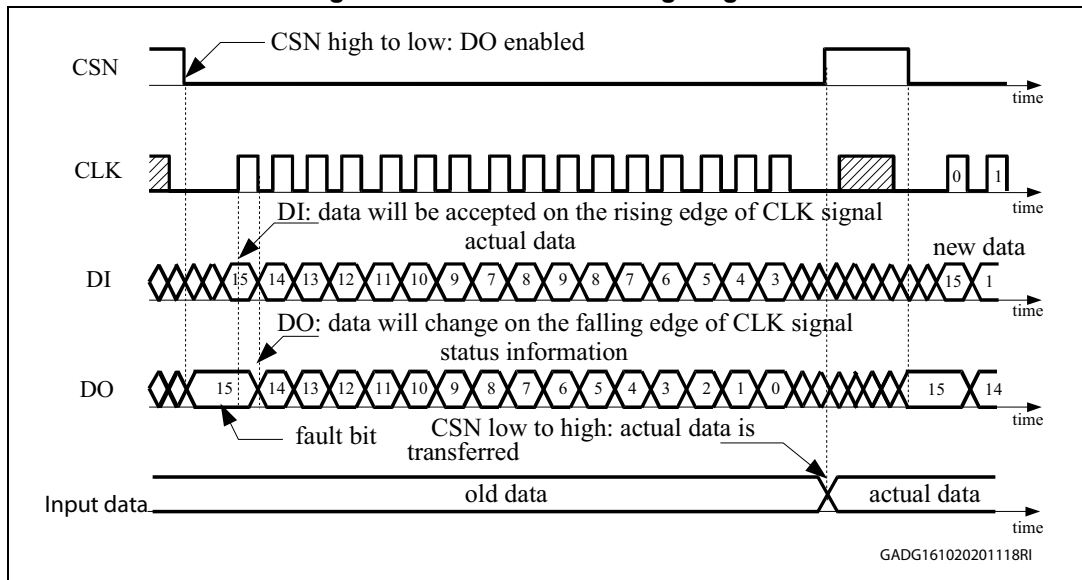 CSN high to low: DO enabled
CSN
time
CLK
0 1
DI: data will be accepted on the rising edge of CLK signal
actual data
new data
DI
15 14 13 12 11 10 9 7 8 9 8 7 6 5 4 3 15 1
time
DO: data will change on the falling edge of CLK signal
status information
DO
15 14 13 12 11 10 9 8 7 6 5 4 3 2 1 0 15 14
time
fault bit
CSN low to high: actual data is
transferred
Input data
old data
actual data
time
GADG161020201118RI